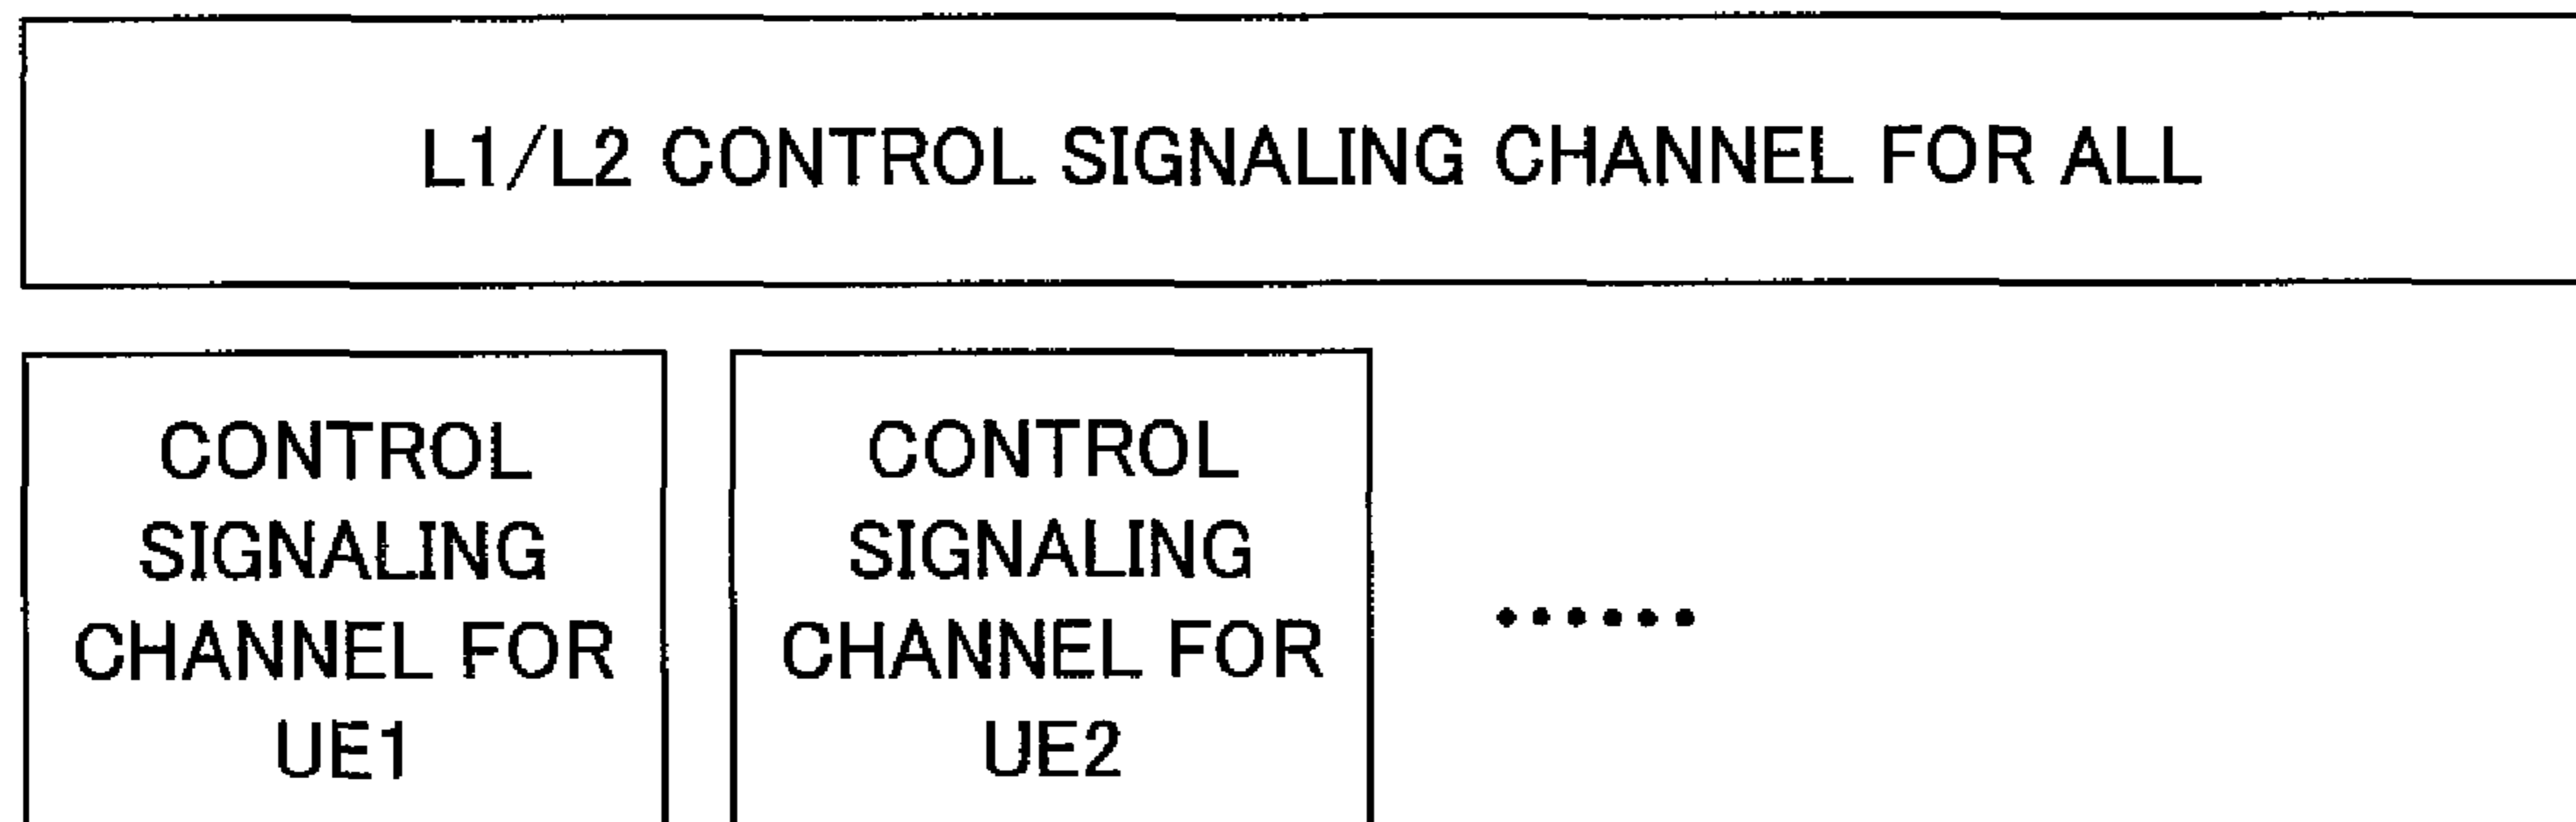 L1/L2 CONTROL SIGNALING CHANNEL FOR ALL
CONTROL
SIGNALING
CHANNEL FOR
UE1
CONTROL
SIGNALING
CHANNEL FOR
UE2
••••••